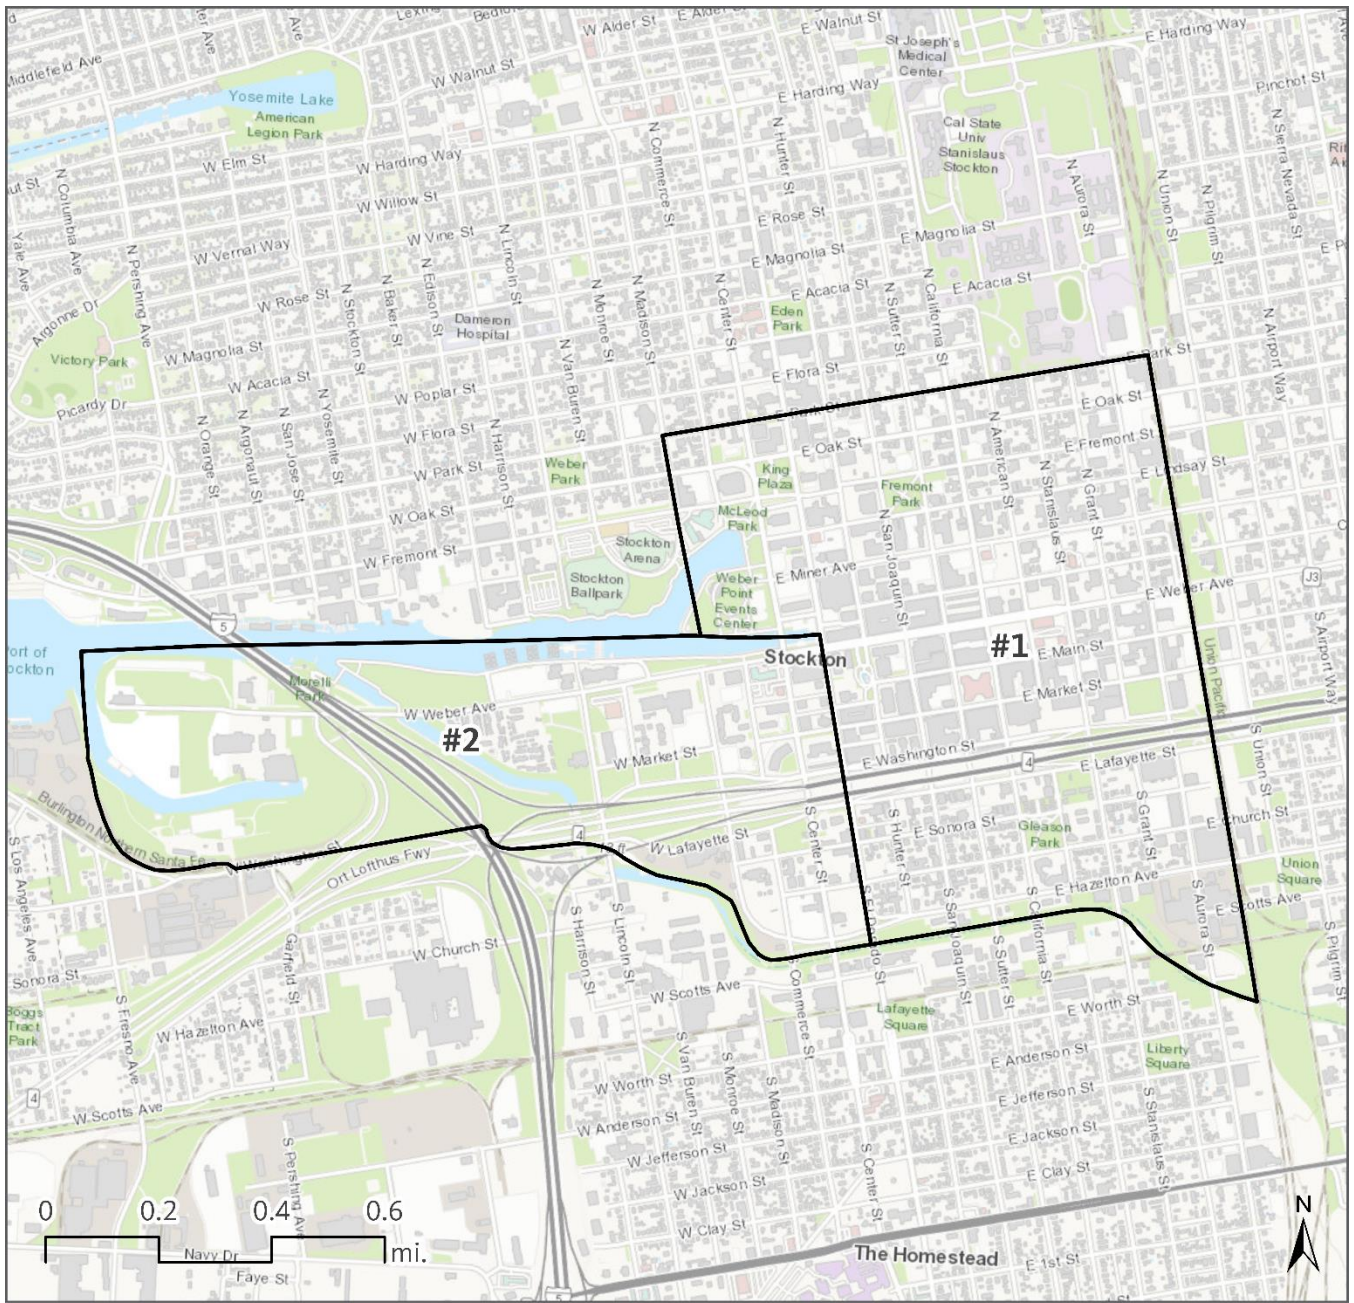 W Alder St
E Walnut St
E Harding Way
Middlefield Ave
W Walnut St
St Joseph's
Medical
Center
Pinchot St
E Harding Way
Yosemite Lake
American
Legion Park
N Commerce St
N Hunter St
Cal State
Univ
Stanislaus
Stockton
N Sierra Nevada St
W Elm St
W Harding Way
N Columbia Ave
N Aurora St
N Union St
N Pilgrim St
W Willow St
E Rose St
Yale Ave
N Pershing Ave
W Vernal Way
W Vine St
N Lincoln St
E Magnolia St
E Magnolia St
N Edison St
N Baker St
N Stockton St
W Rose St
N Monroe St
N Madison St
N Center St
E Acacia St
N Sutter St
N California St
E Acacia St
Argonne Dr
Dameron
Hospital
Eden
Park
N Airport Way
Victory Park
W Magnolia St
N Van Buren St
E Park St
W Acacia St
W Poplar St
E Flora St
Picardy Dr
N Orange St
N Argonaut St
N San Jose St
N Yosemite St
W Flora St
N Harrison St
E Park St
E Oak St
E Oak St
N American St
E Fremont St
W Park St
Weber
Park
King
Plaza
Fremont
Park
N Stanislaus St
N Grant St
E Lindsay St
W Oak St
McLeod
Park
N San Joaquin St
W Fremont St
Stockton
Arena
Stockton
Ballpark
Weber
Point
Events
Center
E Miner Ave
E Weber Ave
J3
5
S Airport Way
Port of
Stockton
Stockton
#1
E Main St
Union Pacific
Morelli
Park
E Market St
W Weber Ave
#2
W Market St
E Washington St
4
E Lafayette St
S Union St
Burlington Northern Santa Fe
S Los Angeles Ave
W Washington St
Ort Lofthus Fwy
4
W Lafayette St
S Center St
S Hunter St
E Sonora St
Gleason
Park
S Grant St
E Church St
Union
Square
E Hazelton Ave
S El Dorado St
S San Joaquin St
S California St
S Aurora St
E Scotts Ave
S Harrison St
S Lincoln St
Garfield St
W Church St
S Sutter St
S Pilgrim St
Sonora St
S Fresno Ave
W Scotts Ave
S Commerce St
Lafayette
Square
E Worth St
Boggs
Tract
Park
W Hazelton Ave
S Van Buren St
S Monroe St
E Anderson St
Liberty
Square
W Worth St
S Madison St
E Jefferson St
4
W Scotts Ave
W Anderson St
S Stanislaus St
E Jackson St
S Pershing Ave
W Jefferson St
S Center St
E Clay St
W Jackson St
0 0.2 0.4 0.6
mi.
W Clay St
N
Navy Dr
Faye St
The Homestead
E 1st St
5